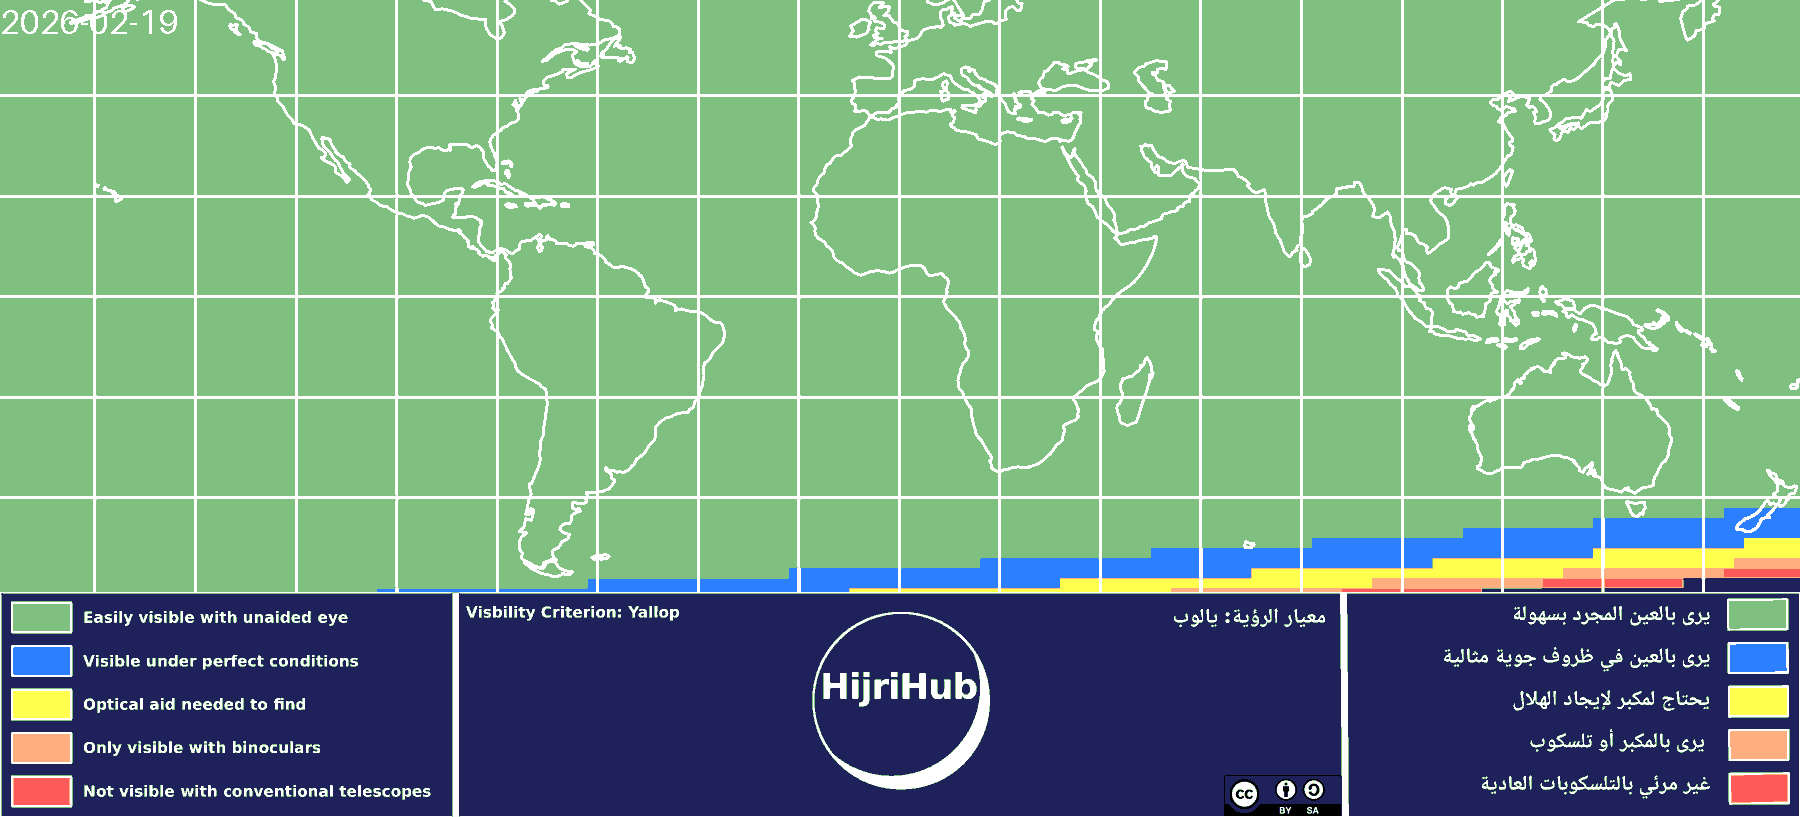 2026-02-19
Easily visible with unaided eye
Visible under perfect conditions
Optical aid needed to find
Only visible with binoculars
Not visible with conventional telescopes
Visbility Criterion: Yallop
معيار الرؤية: يالوب
HijriHub
cc
BY SA
يرى بالعين المجرد بسهولة
يرى بالعين في ظروف جوية مثالية
يحتاج لمكبر لإيجاد الهلال
يرى بالمكبر أو تلسكوب
غير مرئي بالتلسكوبات العادية